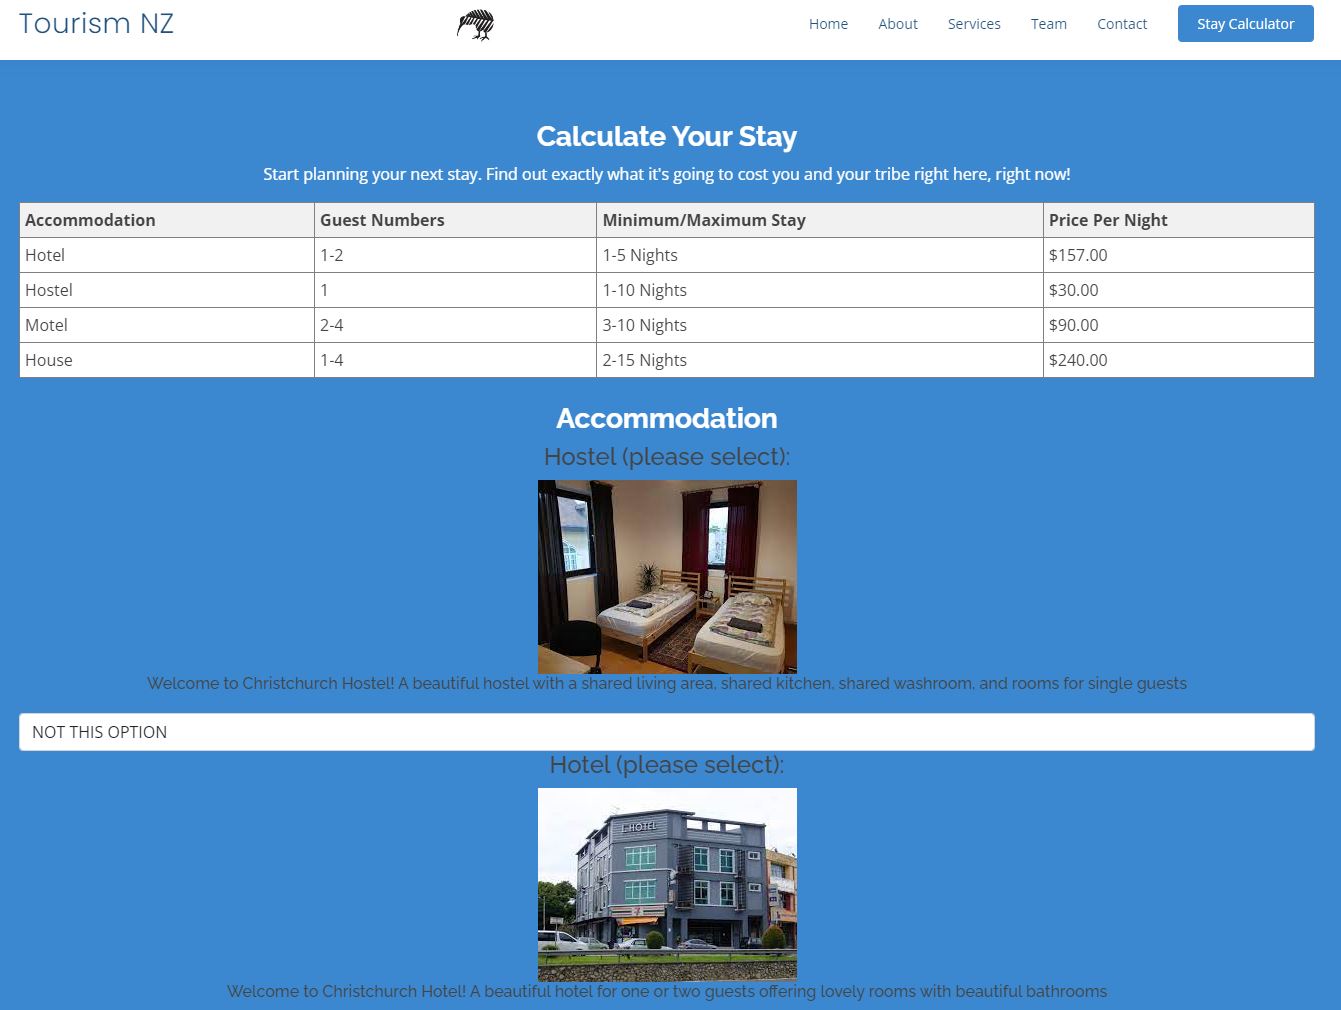 Tourism NZ
Home About Services Team Contact Stay Calculator
Calculate Your Stay
Start planning your next stay. Find out exactly what it's going to cost you and your tribe right here, right now!
Accommodation Guest Numbers Minimum/Maximum Stay Price Per Night
Hotel 1-2 1-5 Nights $157.00
Hostel 1 1-10 Nights $30.00
Motel 2-4 3-10 Nights $90.00
House 1-4 2-15 Nights $240.00
Accommodation
Hostel (please select):
Welcome to Christchurch Hostel! A beautiful hostel with a shared living area, shared kitchen, shared washroom, and rooms for single guests
NOT THIS OPTION
Hotel (please select):
HOTEL
Welcome to Christchurch Hotel! A beautiful hotel for one or two guests offering lovely rooms with beautiful bathrooms